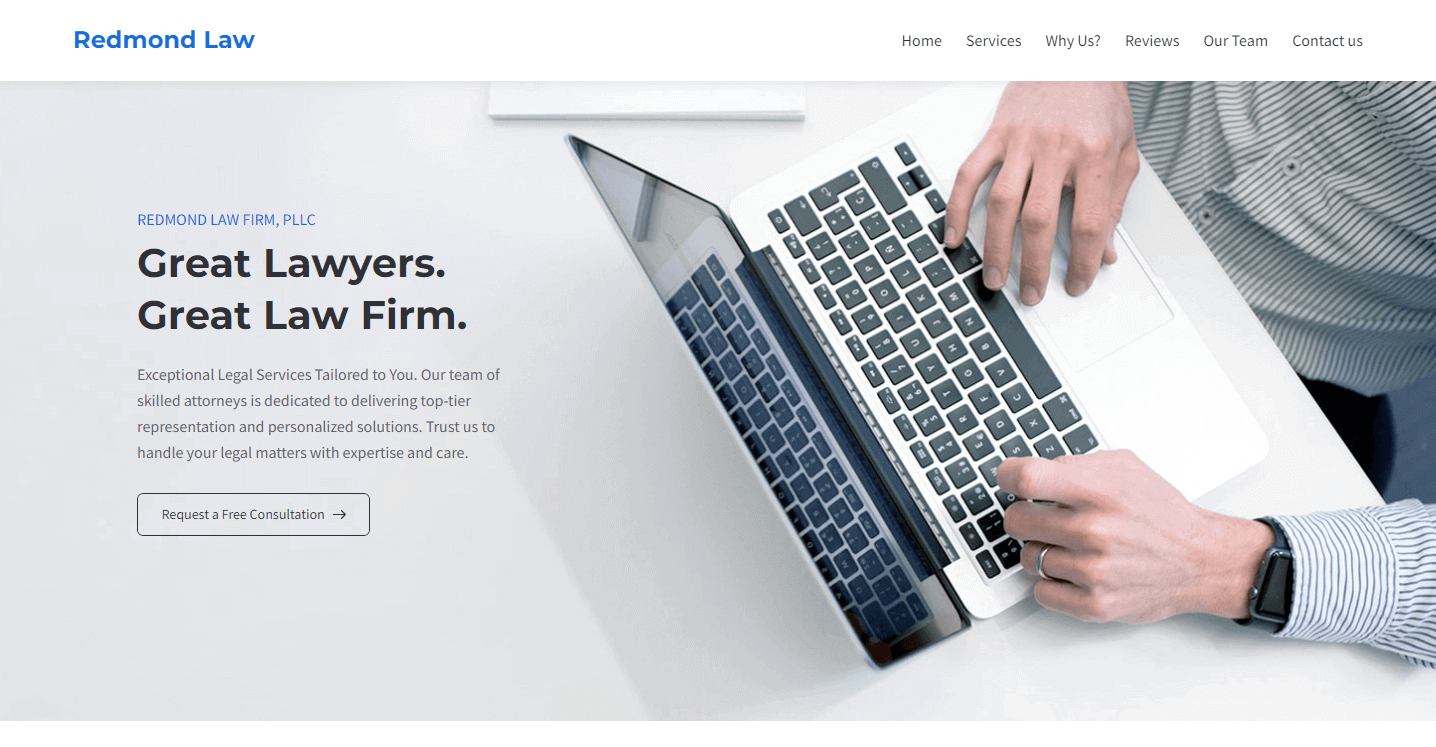 Redmond Law
Home Services Why Us? Reviews Our Team Contact us
REDMOND LAW FIRM, PLLC
Great Lawyers.
Great Law Firm.
Exceptional Legal Services Tailored to You. Our team of
skilled attorneys is dedicated to delivering top-tier
representation and personalized solutions. Trust us to
handle your legal matters with expertise and care.
Request a Free Consultation →